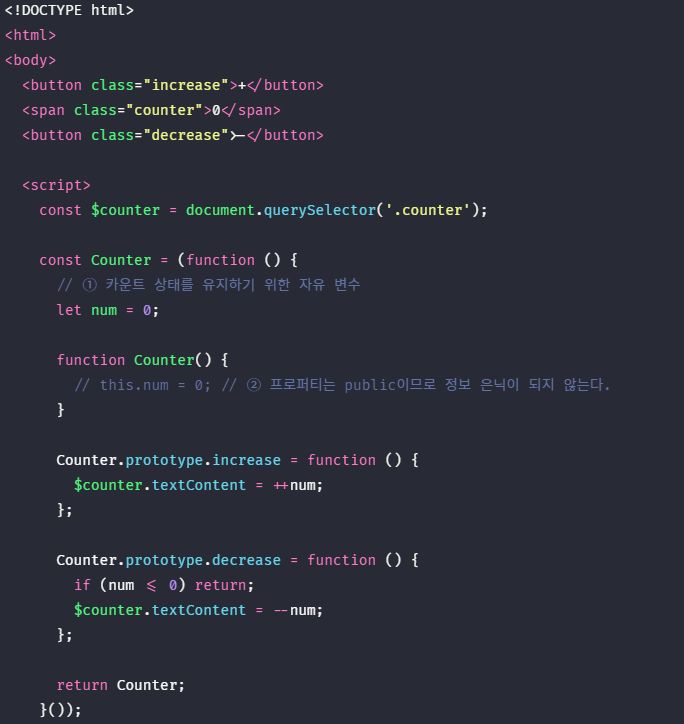 <!DOCTYPE html>
<html>
<body>
  <button class="increase">+</button>
  <span class="counter">0</span>
  <button class="decrease">-</button>

  <script>
    const $counter = document.querySelector('.counter');

    const Counter = (function () {
      // ① 카운트 상태를 유지하기 위한 자유 변수
      let num = 0;

      function Counter() {
        // this.num = 0; // ② 프로퍼티는 public이므로 정보 은닉이 되지 않는다.
      }

      Counter.prototype.increase = function () {
        $counter.textContent = ++num;
      };

      Counter.prototype.decrease = function () {
        if (num <= 0) return;
        $counter.textContent = --num;
      };

      return Counter;
    }());